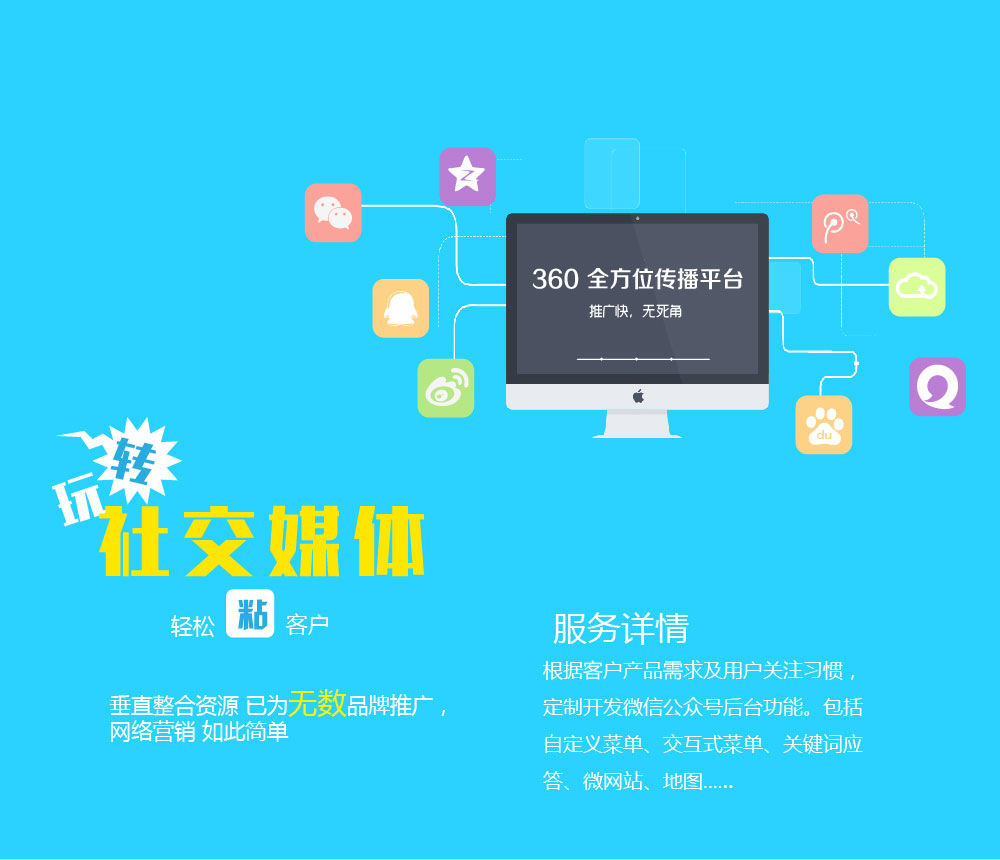 360 全方位传播平台
推广快，无死角
du
玩转
社交媒体
轻松 粘 客户
垂直整合资源 已为无数品牌推广，
网络营销 如此简单
服务详情
根据客户产品需求及用户关注习惯，
定制开发微信公众号后台功能。包括
自定义菜单、交互式菜单、关键词应
答、微网站、地图......